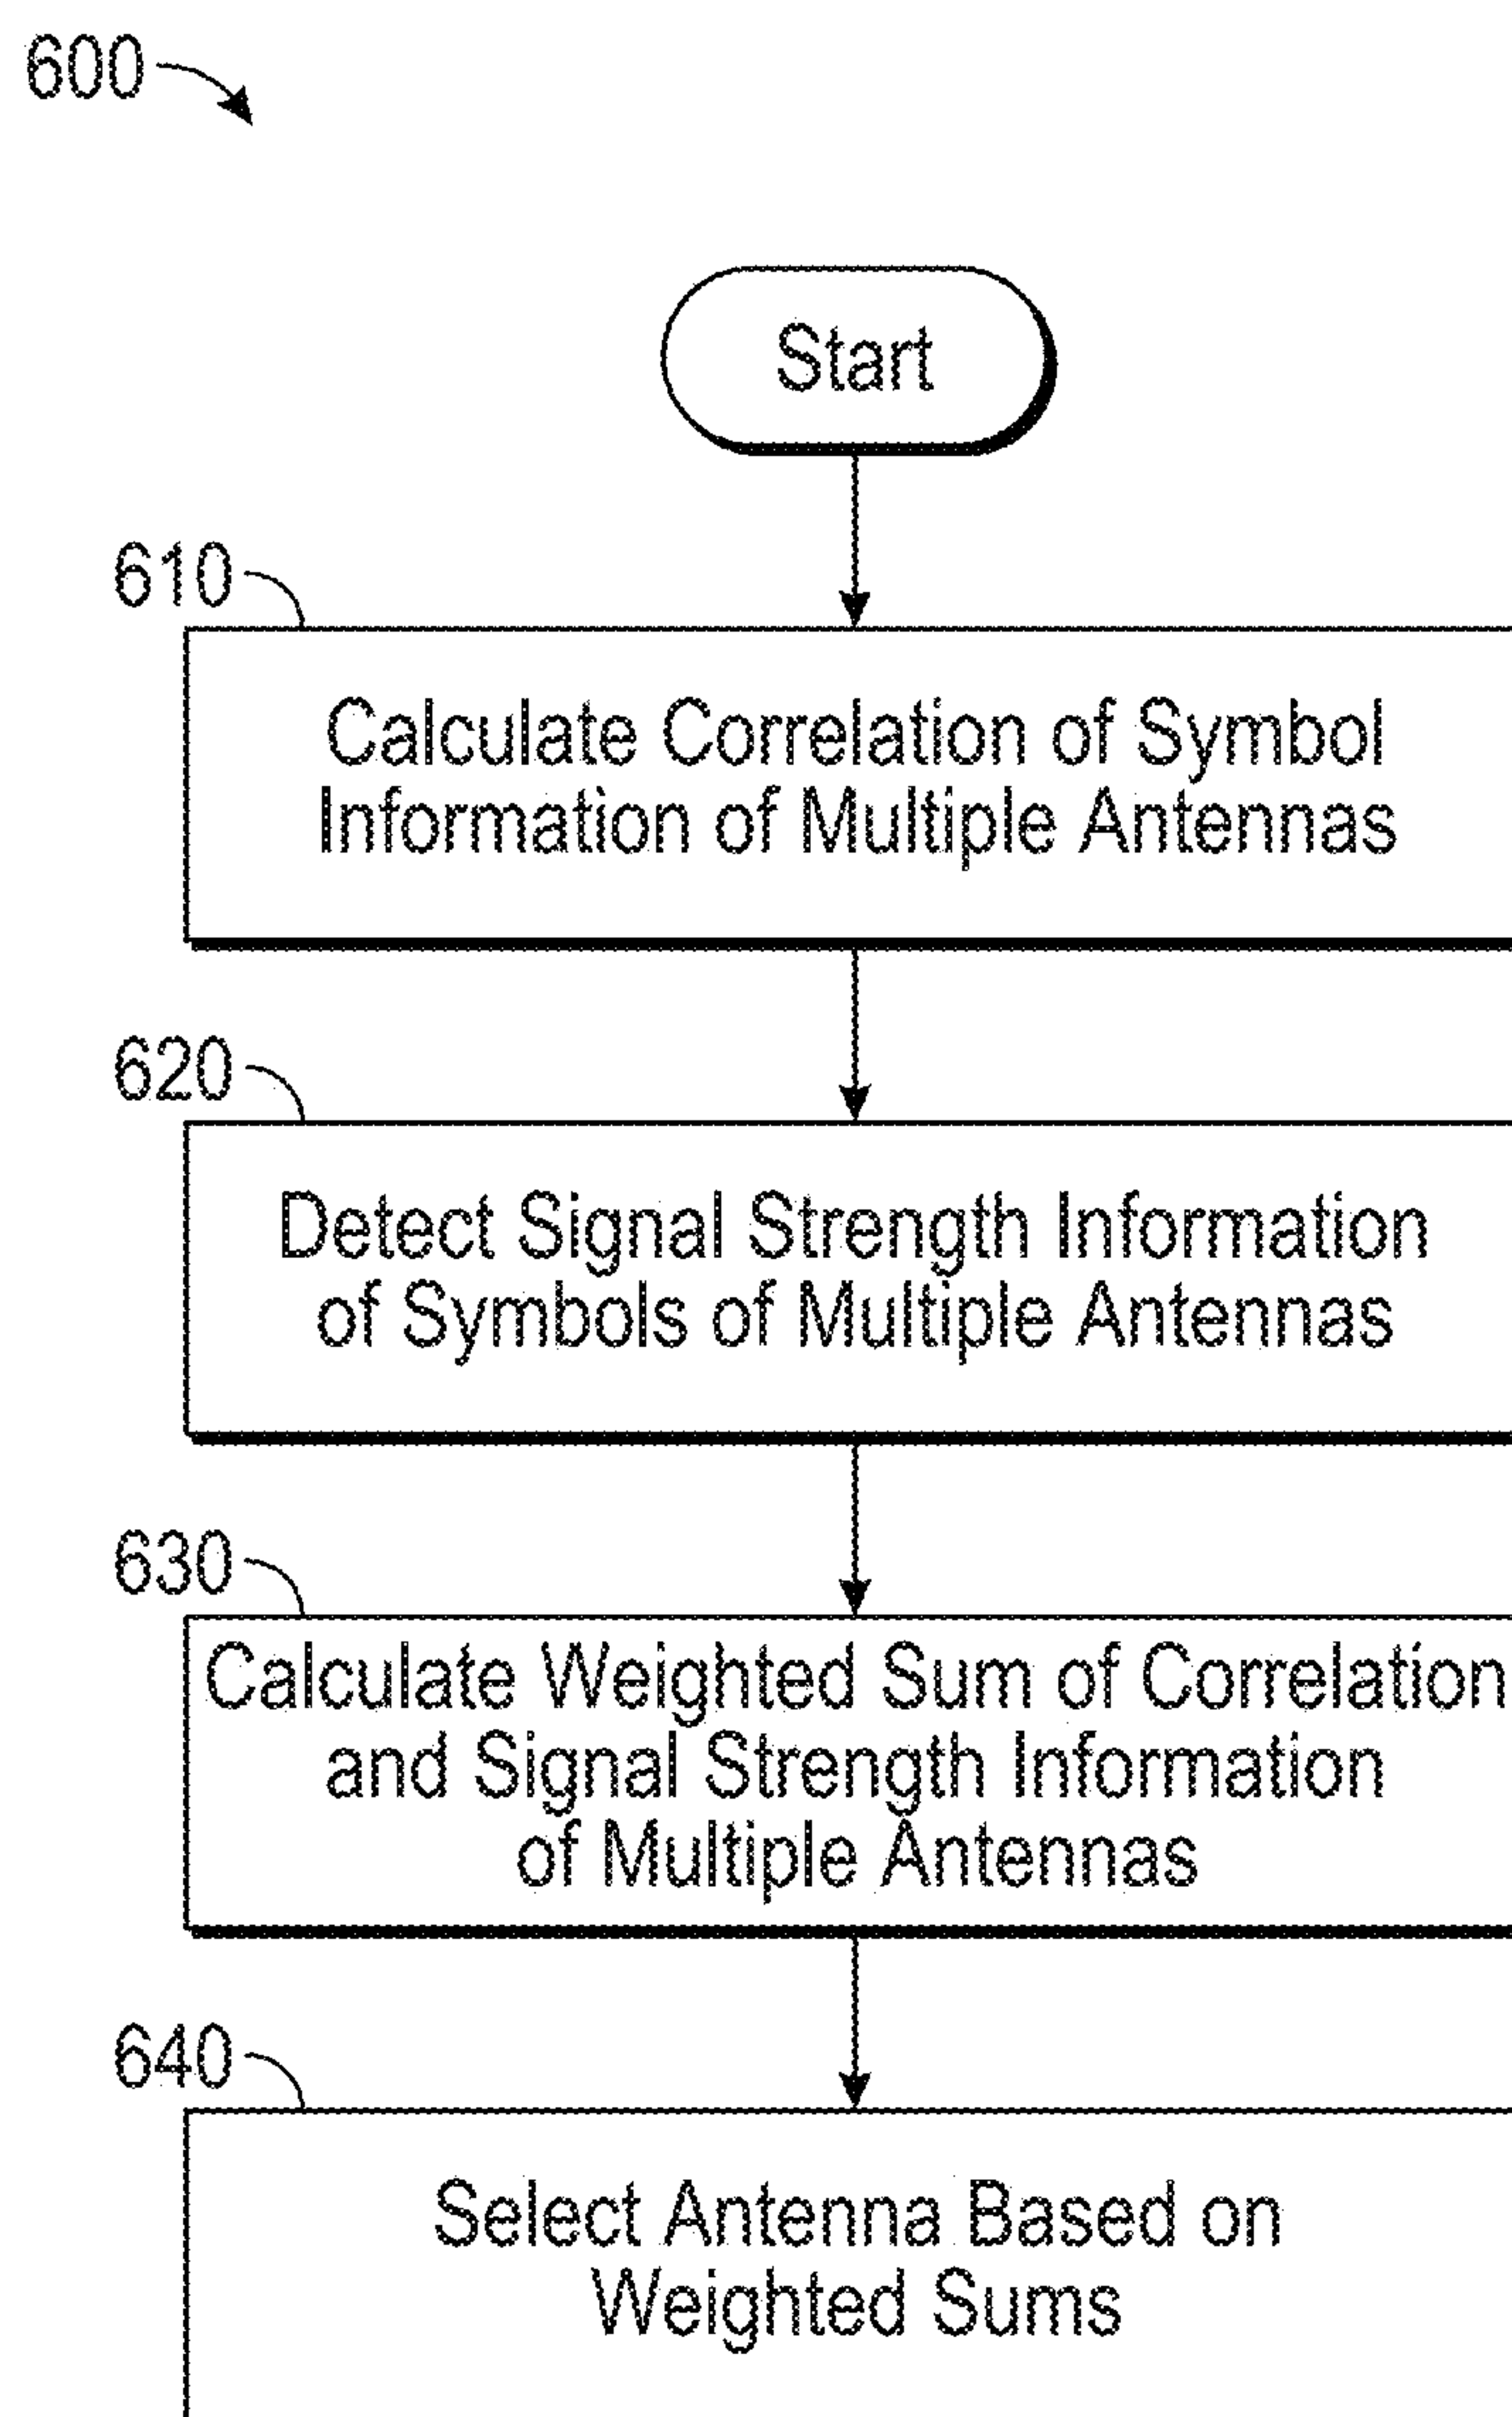 600
Start
610
Calculate Correlation of Symbol
Information of Multiple Antennas
620
Detect Signal Strength Information
of Symbols of Multiple Antennas
630
Calculate Weighted Sum of Correlation
and Signal Strength Information
of Multiple Antennas
640
Select Antenna Based on
Weighted Sums